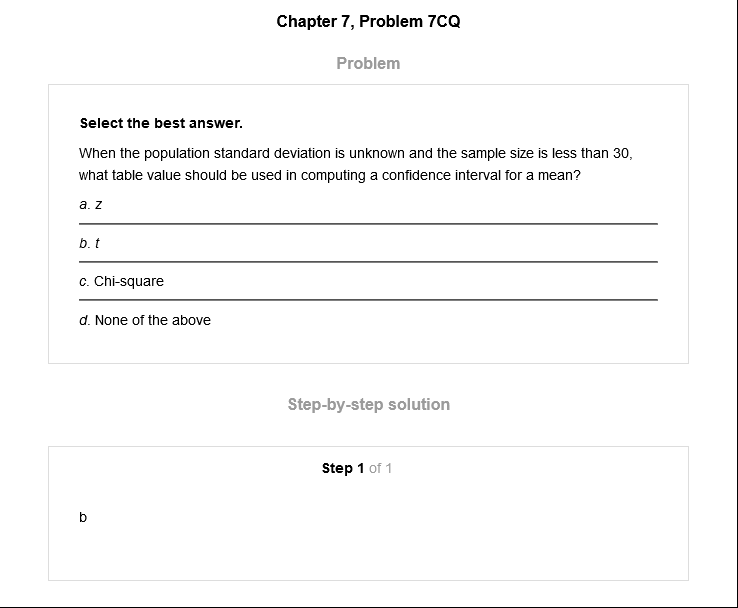 Chapter 7, Problem 7CQ
Problem
Select the best answer.
When the population standard deviation is unknown and the sample size is less than 30,
what table value should be used in computing a confidence interval for a mean?
a. z
b. t
c. Chi-square
d. None of the above
Step-by-step solution
Step 1 of 1
b